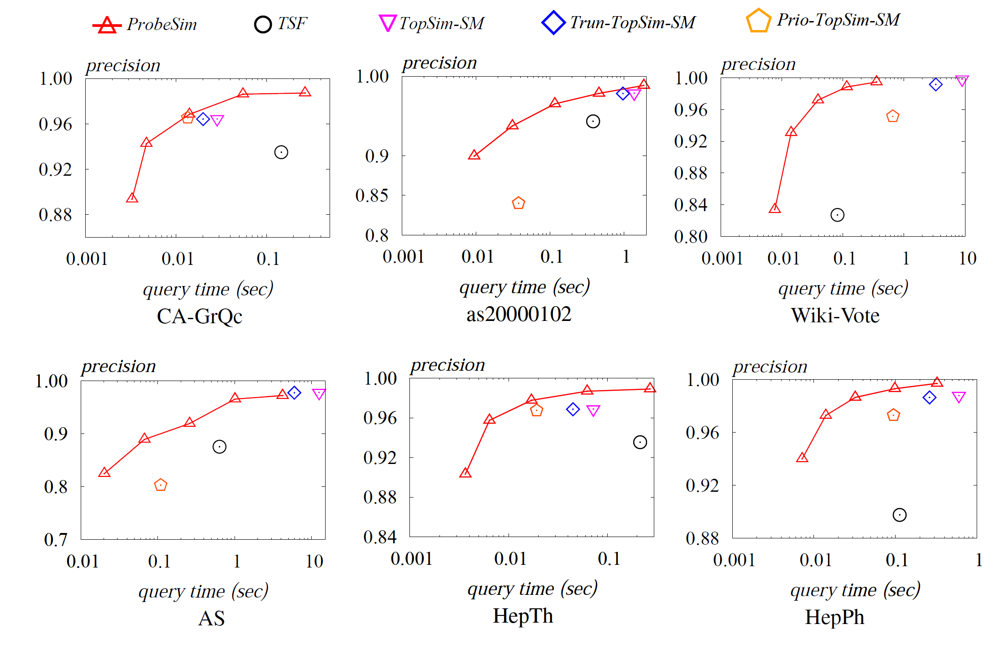 ProbeSim TSF TopSim-SM Trun-TopSim-SM Prio-TopSim-SM
precision
1.00
0.96
0.92
0.88
0.001 0.01 0.1
query time (sec)
CA-GrQc
precision
1.00
0.9
0.85
0.8
0.001 0.01 0.1 1
query time (sec)
as20000102
precision
1.00
0.96
0.92
0.88
0.84
0.80
0.001 0.01 0.1 1 10
query time (sec)
Wiki-Vote
precision
1.00
0.9
0.8
0.7
0.01 0.1 1 10
query time (sec)
AS
precision
1.00
0.96
0.92
0.88
0.84
0.001 0.01 0.1
query time (sec)
HepTh
precision
1.00
0.96
0.92
0.88
0.001 0.01 0.1 1
query time (sec)
HepPh